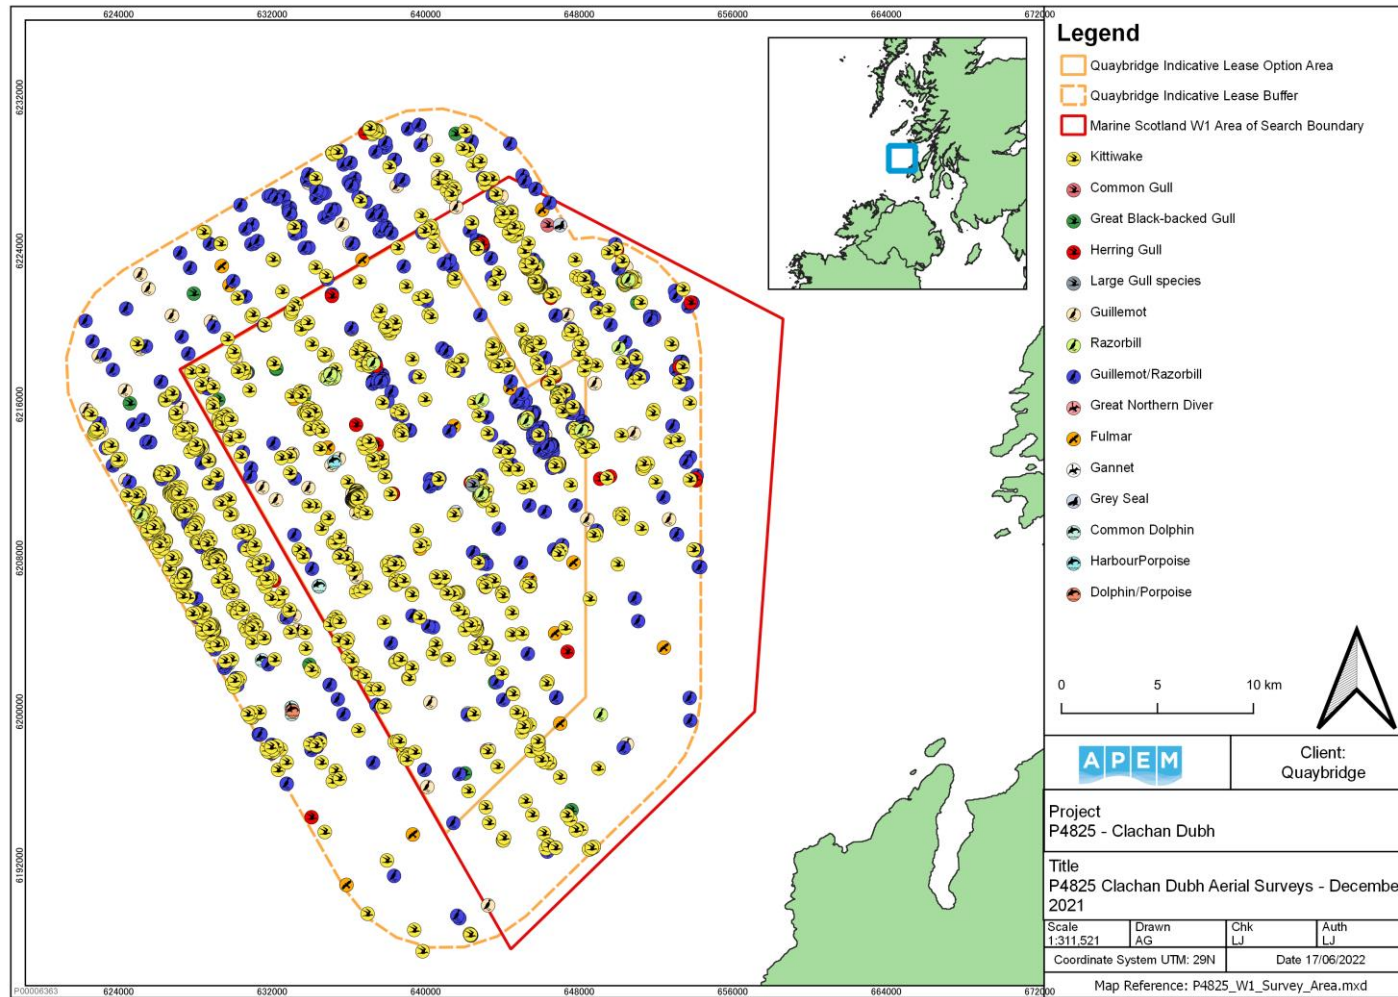 624000 632000 640000 648000 656000 664000 672000
6232000
6224000
6216000
6208000
6200000
6192000
624000 632000 640000 648000 656000 664000 672000
P00006363
Legend
Quaybridge Indicative Lease Option Area
Quaybridge Indicative Lease Buffer
Marine Scotland W1 Area of Search Boundary
Kittiwake
Common Gull
Great Black-backed Gull
Herring Gull
Large Gull species
Guillemot
Razorbill
Guillemot/Razorbill
Great Northern Diver
Fulmar
Gannet
Grey Seal
Common Dolphin
HarbourPorpoise
Dolphin/Porpoise
0 5 10 km
APEM
Client:
Quaybridge
Project
P4825 - Clachan Dubh
Title
P4825 Clachan Dubh Aerial Surveys - Decembe
2021
Scale Drawn Chk Auth
1:311,521 AG LJ LJ
Coordinate System UTM: 29N Date 17/06/2022
Map Reference: P4825_W1_Survey_Area.mxd